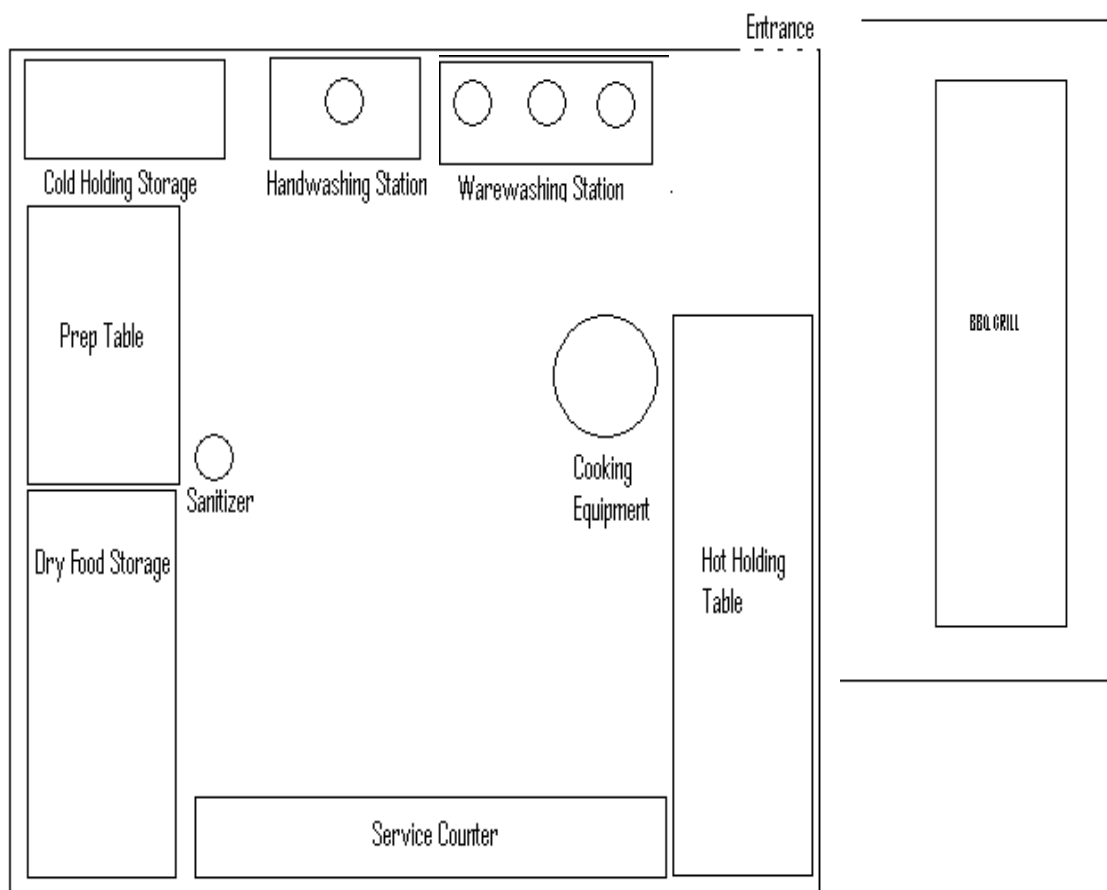 Entrance
Cold Holding Storage
Handwashing Station
Warewashing Station
Prep Table
BBQ GRILL
Sanitizer
Cooking
Equipment
Dry Food Storage
Hot Holding
Table
Service Counter